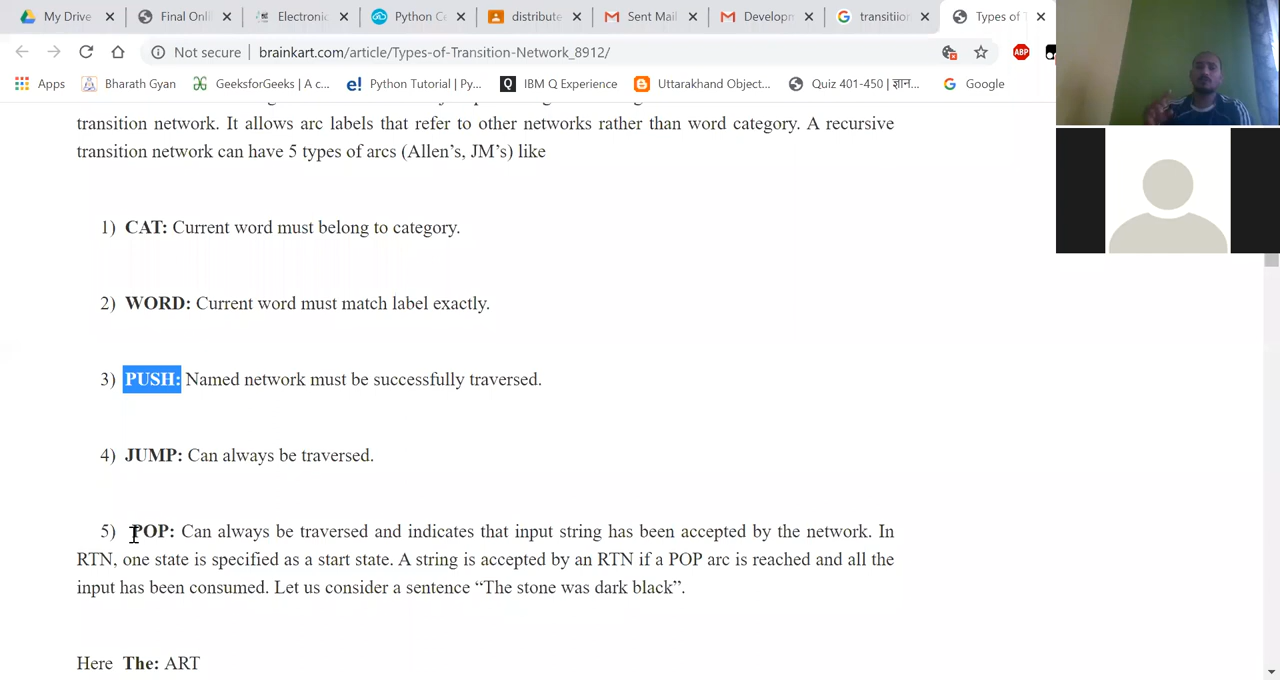 My Drive
Final Onli
Electronic
Python Ce
distribute
Sent Mail
Developm
transitiion
Types of T
Not secure | brainkart.com/article/Types-of-Transition-Network_8912/
ABP
Apps
Bharath Gyan
GeeksforGeeks | A c...
Python Tutorial | Py...
IBM Q Experience
Uttarakhand Object...
Quiz 401-450 | ज्ञान...
Google
transition network. It allows arc labels that refer to other networks rather than word category. A recursive
transition network can have 5 types of arcs (Allen’s, JM’s) like
1) CAT: Current word must belong to category.
2) WORD: Current word must match label exactly.
3) PUSH: Named network must be successfully traversed.
4) JUMP: Can always be traversed.
5) POP: Can always be traversed and indicates that input string has been accepted by the network. In
RTN, one state is specified as a start state. A string is accepted by an RTN if a POP arc is reached and all the
input has been consumed. Let us consider a sentence “The stone was dark black”.
Here The: ART